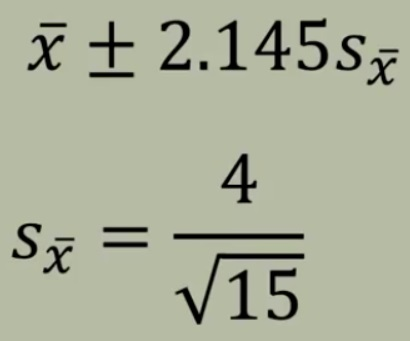 x̄ ± 2.145s_x̄
s_x̄ = 4/√15